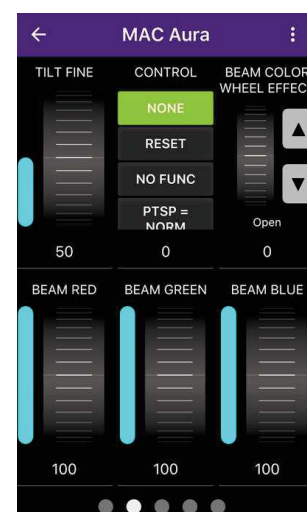 MAC Aura
TILT FINE
CONTROL
BEAM COLOR
WHEEL EFFEC
NONE
RESET
NO FUNC
PTSP =
NORM
Open
50
0
0
BEAM RED
BEAM GREEN
BEAM BLUE
100
100
100